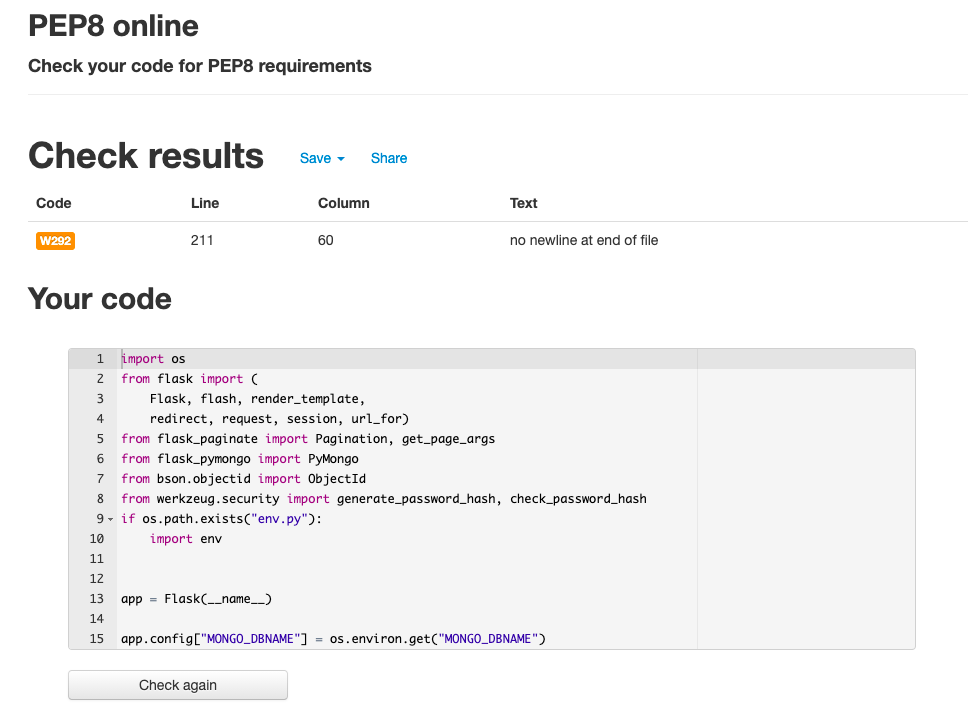 PEP8 online
Check your code for PEP8 requirements
Check results Save Share
Code Line Column Text
W292 211 60 no newline at end of file
Your code
1 import os
2 from flask import (
3     Flask, flash, render_template,
4     redirect, request, session, url_for)
5 from flask_paginate import Pagination, get_page_args
6 from flask_pymongo import PyMongo
7 from bson.objectid import ObjectId
8 from werkzeug.security import generate_password_hash, check_password_hash
9 if os.path.exists("env.py"):
10     import env
11
12
13 app = Flask(__name__)
14
15 app.config["MONGO_DBNAME"] = os.environ.get("MONGO_DBNAME")
Check again